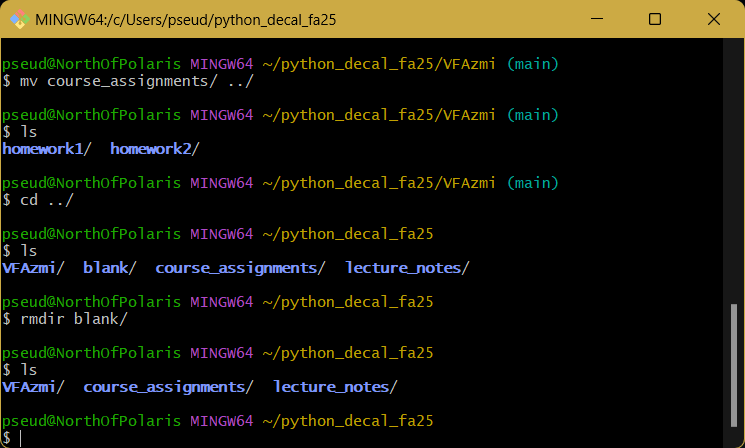 MINGW64:/c/Users/pseud/python_decal_fa25
pseud@NorthOfPolaris MINGW64 ~/python_decal_fa25/VFAzmi (main)
$ mv course_assignments/ ../
pseud@NorthOfPolaris MINGW64 ~/python_decal_fa25/VFAzmi (main)
$ ls
homework1/  homework2/
pseud@NorthOfPolaris MINGW64 ~/python_decal_fa25/VFAzmi (main)
$ cd ../
pseud@NorthOfPolaris MINGW64 ~/python_decal_fa25
$ ls
VFAzmi/  blank/  course_assignments/  lecture_notes/
pseud@NorthOfPolaris MINGW64 ~/python_decal_fa25
$ rmdir blank/
pseud@NorthOfPolaris MINGW64 ~/python_decal_fa25
$ ls
VFAzmi/  course_assignments/  lecture_notes/
pseud@NorthOfPolaris MINGW64 ~/python_decal_fa25
$